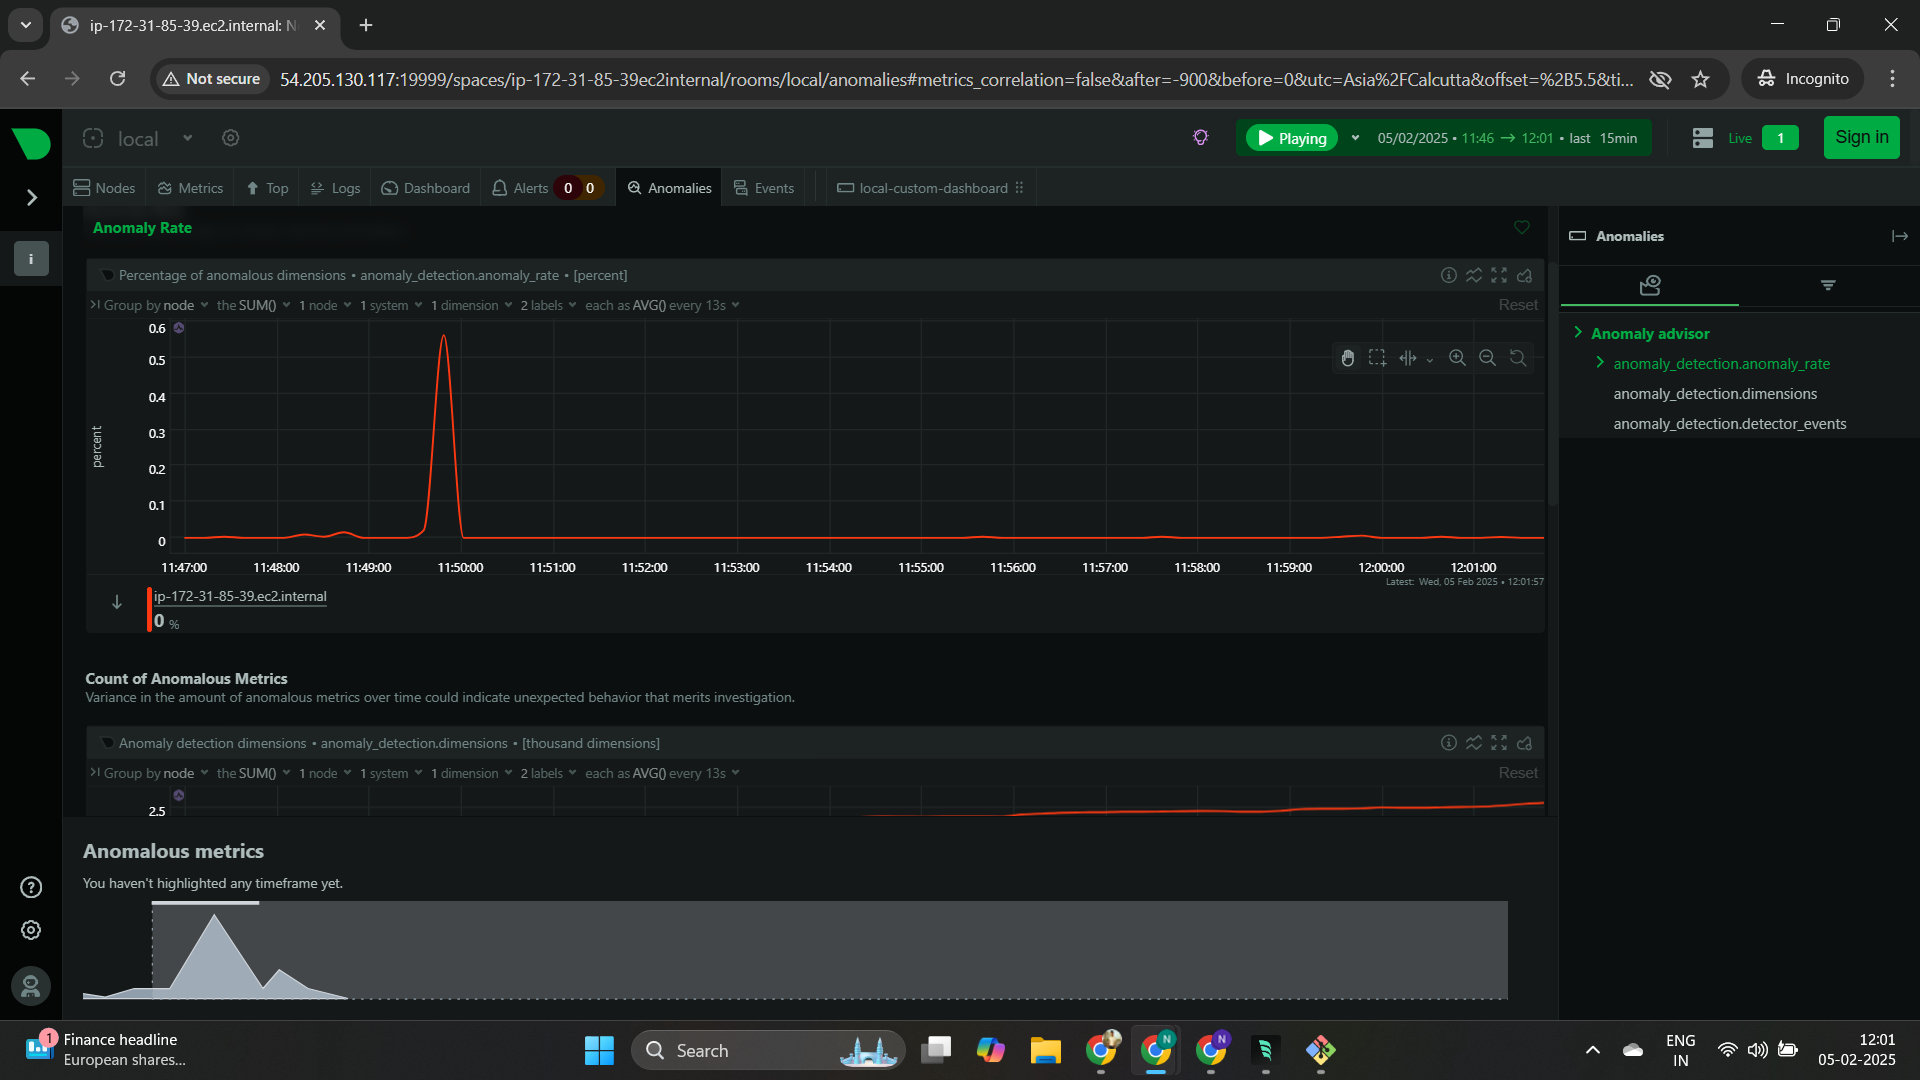 ip-172-31-85-39.ec2.internal: N
Not secure
54.205.130.117:19999/spaces/ip-172-31-85-39ec2internal/rooms/local/anomalies#metrics_correlation=false&after=-900&before=0&utc=Asia%2FCalcutta&offset=%2B5.5&ti...
Incognito
local
Playing
05/02/2025 • 11:46 → 12:01 • last 15min
Live
1
Sign in
Nodes
Metrics
Top
Logs
Dashboard
Alerts 0 0
Anomalies
Events
local-custom-dashboard
Anomaly Rate
Percentage of anomalous dimensions • anomaly_detection.anomaly_rate • [percent]
Group by node the SUM() 1 node 1 system 1 dimension 2 labels each as AVG() every 13s
Reset
percent
0.6
0.5
0.4
0.3
0.2
0.1
0
11:47:00 11:48:00 11:49:00 11:50:00 11:51:00 11:52:00 11:53:00 11:54:00 11:55:00 11:56:00 11:57:00 11:58:00 11:59:00 12:00:00 12:01:00
Latest: Wed, 05 Feb 2025 • 12:01:57
ip-172-31-85-39.ec2.internal
0 %
Count of Anomalous Metrics
Variance in the amount of anomalous metrics over time could indicate unexpected behavior that merits investigation.
Anomaly detection dimensions • anomaly_detection.dimensions • [thousand dimensions]
Group by node the SUM() 1 node 1 system 1 dimension 2 labels each as AVG() every 13s
Reset
2.5
Anomalous metrics
You haven't highlighted any timeframe yet.
Anomalies
Anomaly advisor
anomaly_detection.anomaly_rate
anomaly_detection.dimensions
anomaly_detection.detector_events
i
1
Finance headline
European shares...
Search
N
N
ENG
IN
12:01
05-02-2025